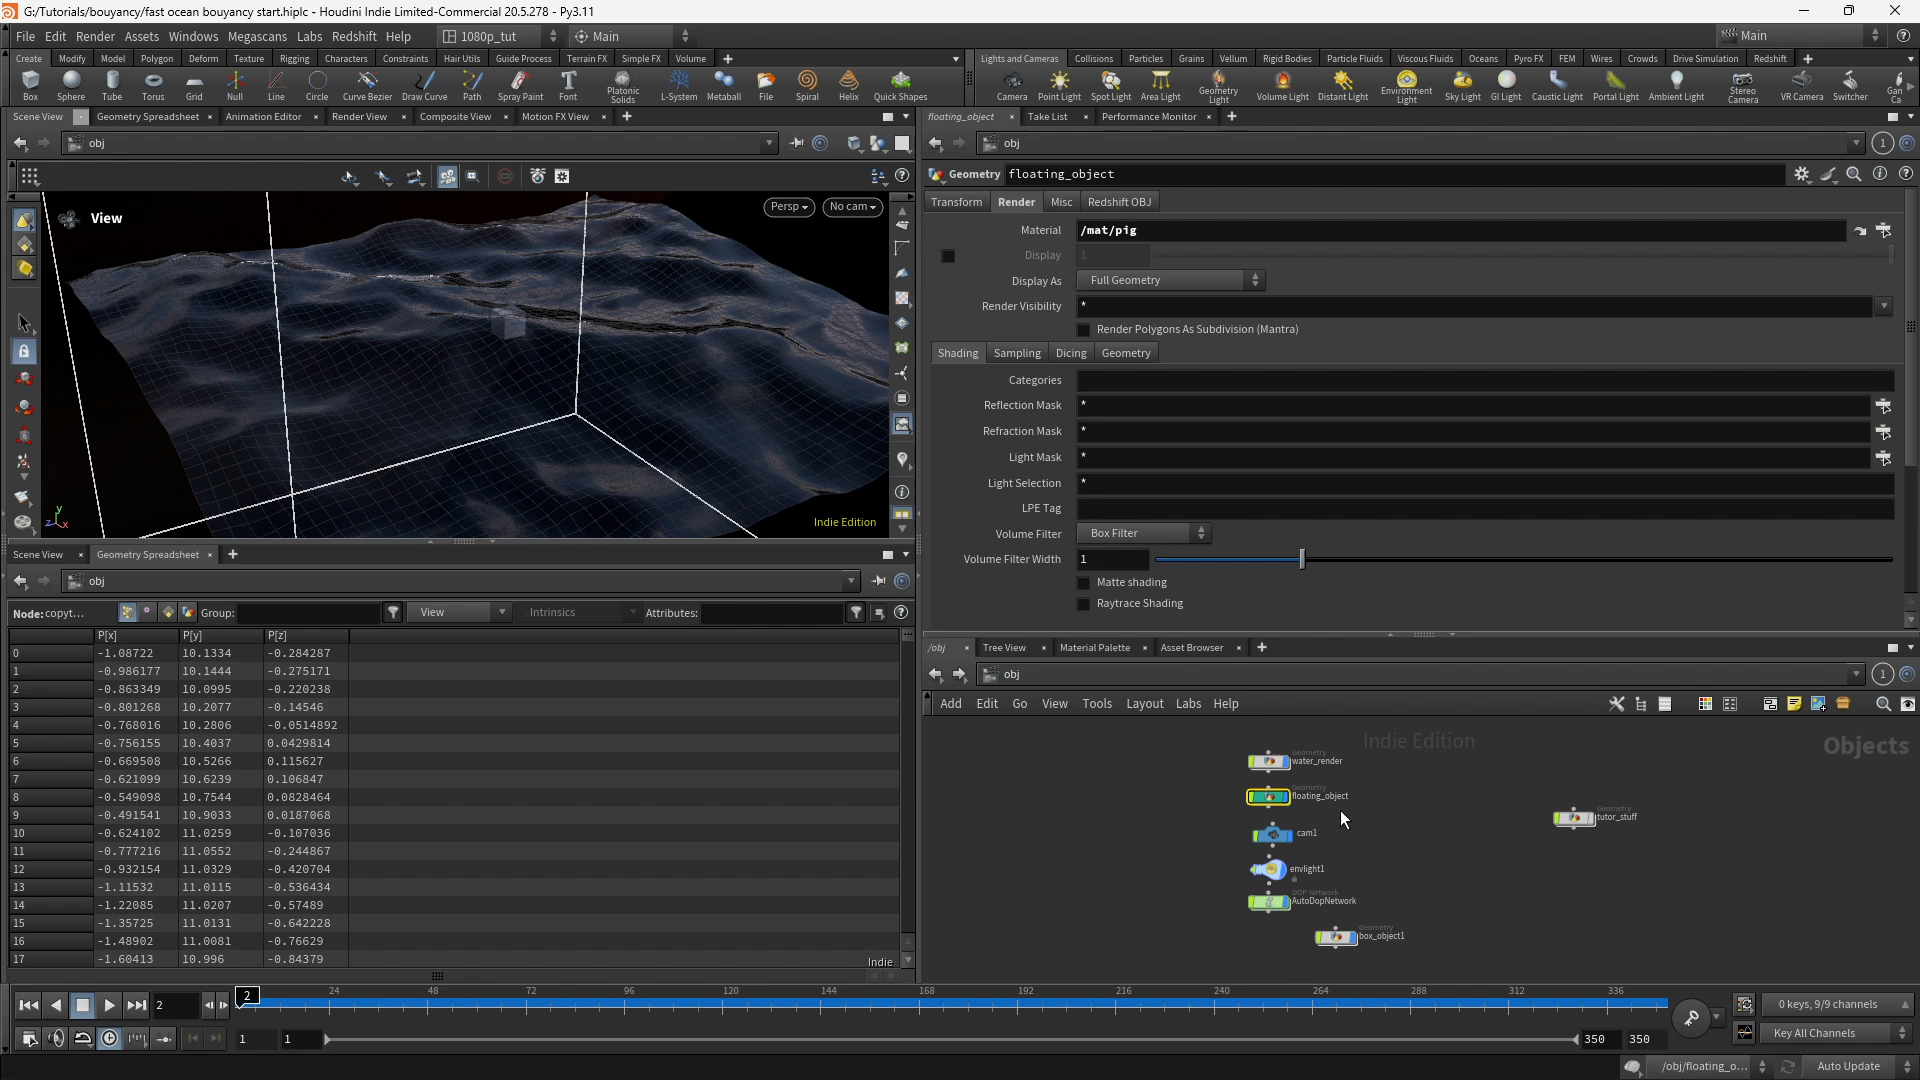 G:/Tutorials/bouyancy/fast ocean bouyancy start.hiplc - Houdini Indie Limited-Commercial 20.5.278 - Py3.11
File Edit Render Assets Windows Megascans Labs Redshift Help 1080p_tut Main Main
Create Modify Model Polygon Deform Texture Rigging Characters Constraints Hair Utils Guide Process Terrain FX Simple FX Volume
Lights and Cameras Collisions Particles Grains Vellum Rigid Bodies Particle Fluids Viscous Fluids Oceans Pyro FX FEM Wires Crowds Drive Simulation Redshift
Box Sphere Tube Torus Grid Null Line Circle Curve Bezier Draw Curve Path Spray Paint Font Platonic Solids L-System Metaball File Spiral Helix Quick Shapes
Camera Point Light Spot Light Area Light Geometry Light Volume Light Distant Light Environment Light Sky Light GI Light Caustic Light Portal Light Ambient Light Stereo Camera VR Camera Switcher Gan Ca
Scene View Geometry Spreadsheet Animation Editor Render View Composite View Motion FX View
obj
View
Persp
No cam
Indie Edition
z y x
floating_object Take List Performance Monitor
obj 1
Geometry floating_object
Transform Render Misc Redshift OBJ
Material /mat/pig
Display 1
Display As Full Geometry
Render Visibility *
Render Polygons As Subdivision (Mantra)
Shading Sampling Dicing Geometry
Categories
Reflection Mask *
Refraction Mask *
Light Mask *
Light Selection *
LPE Tag
Volume Filter Box Filter
Volume Filter Width 1
Matte shading
Raytrace Shading
Scene View Geometry Spreadsheet
obj
Node: copyt... Group: View Intrinsics Attributes:
P[x] P[y] P[z]
0 -1.08722 10.1334 -0.284287
1 -0.986177 10.1444 -0.275171
2 -0.863349 10.0995 -0.220238
3 -0.801268 10.2077 -0.14546
4 -0.768016 10.2806 -0.0514892
5 -0.756155 10.4037 0.0429814
6 -0.669508 10.5266 0.115627
7 -0.621099 10.6239 0.106847
8 -0.549098 10.7544 0.0828464
9 -0.491541 10.9033 0.0187068
10 -0.624102 11.0259 -0.107036
11 -0.777216 11.0552 -0.244867
12 -0.932154 11.0329 -0.420704
13 -1.11532 11.0115 -0.536434
14 -1.22085 11.0207 -0.57489
15 -1.35725 11.0131 -0.642228
16 -1.48902 11.0081 -0.76629
17 -1.60413 10.996 -0.84379
Indie
/obj Tree View Material Palette Asset Browser
obj 1
Add Edit Go View Tools Layout Labs Help
Indie Edition
Objects
Geometry
water_render
Geometry
floating_object
cam1
envlight1
DOP Network
AutoDopNetwork
Geometry
box_object1
Geometry
tutor_stuff
2 2 24 48 72 96 120 144 168 192 216 240 264 288 312 336
0 keys, 9/9 channels
1 1 350 350 Key All Channels
/obj/floating_o... Auto Update